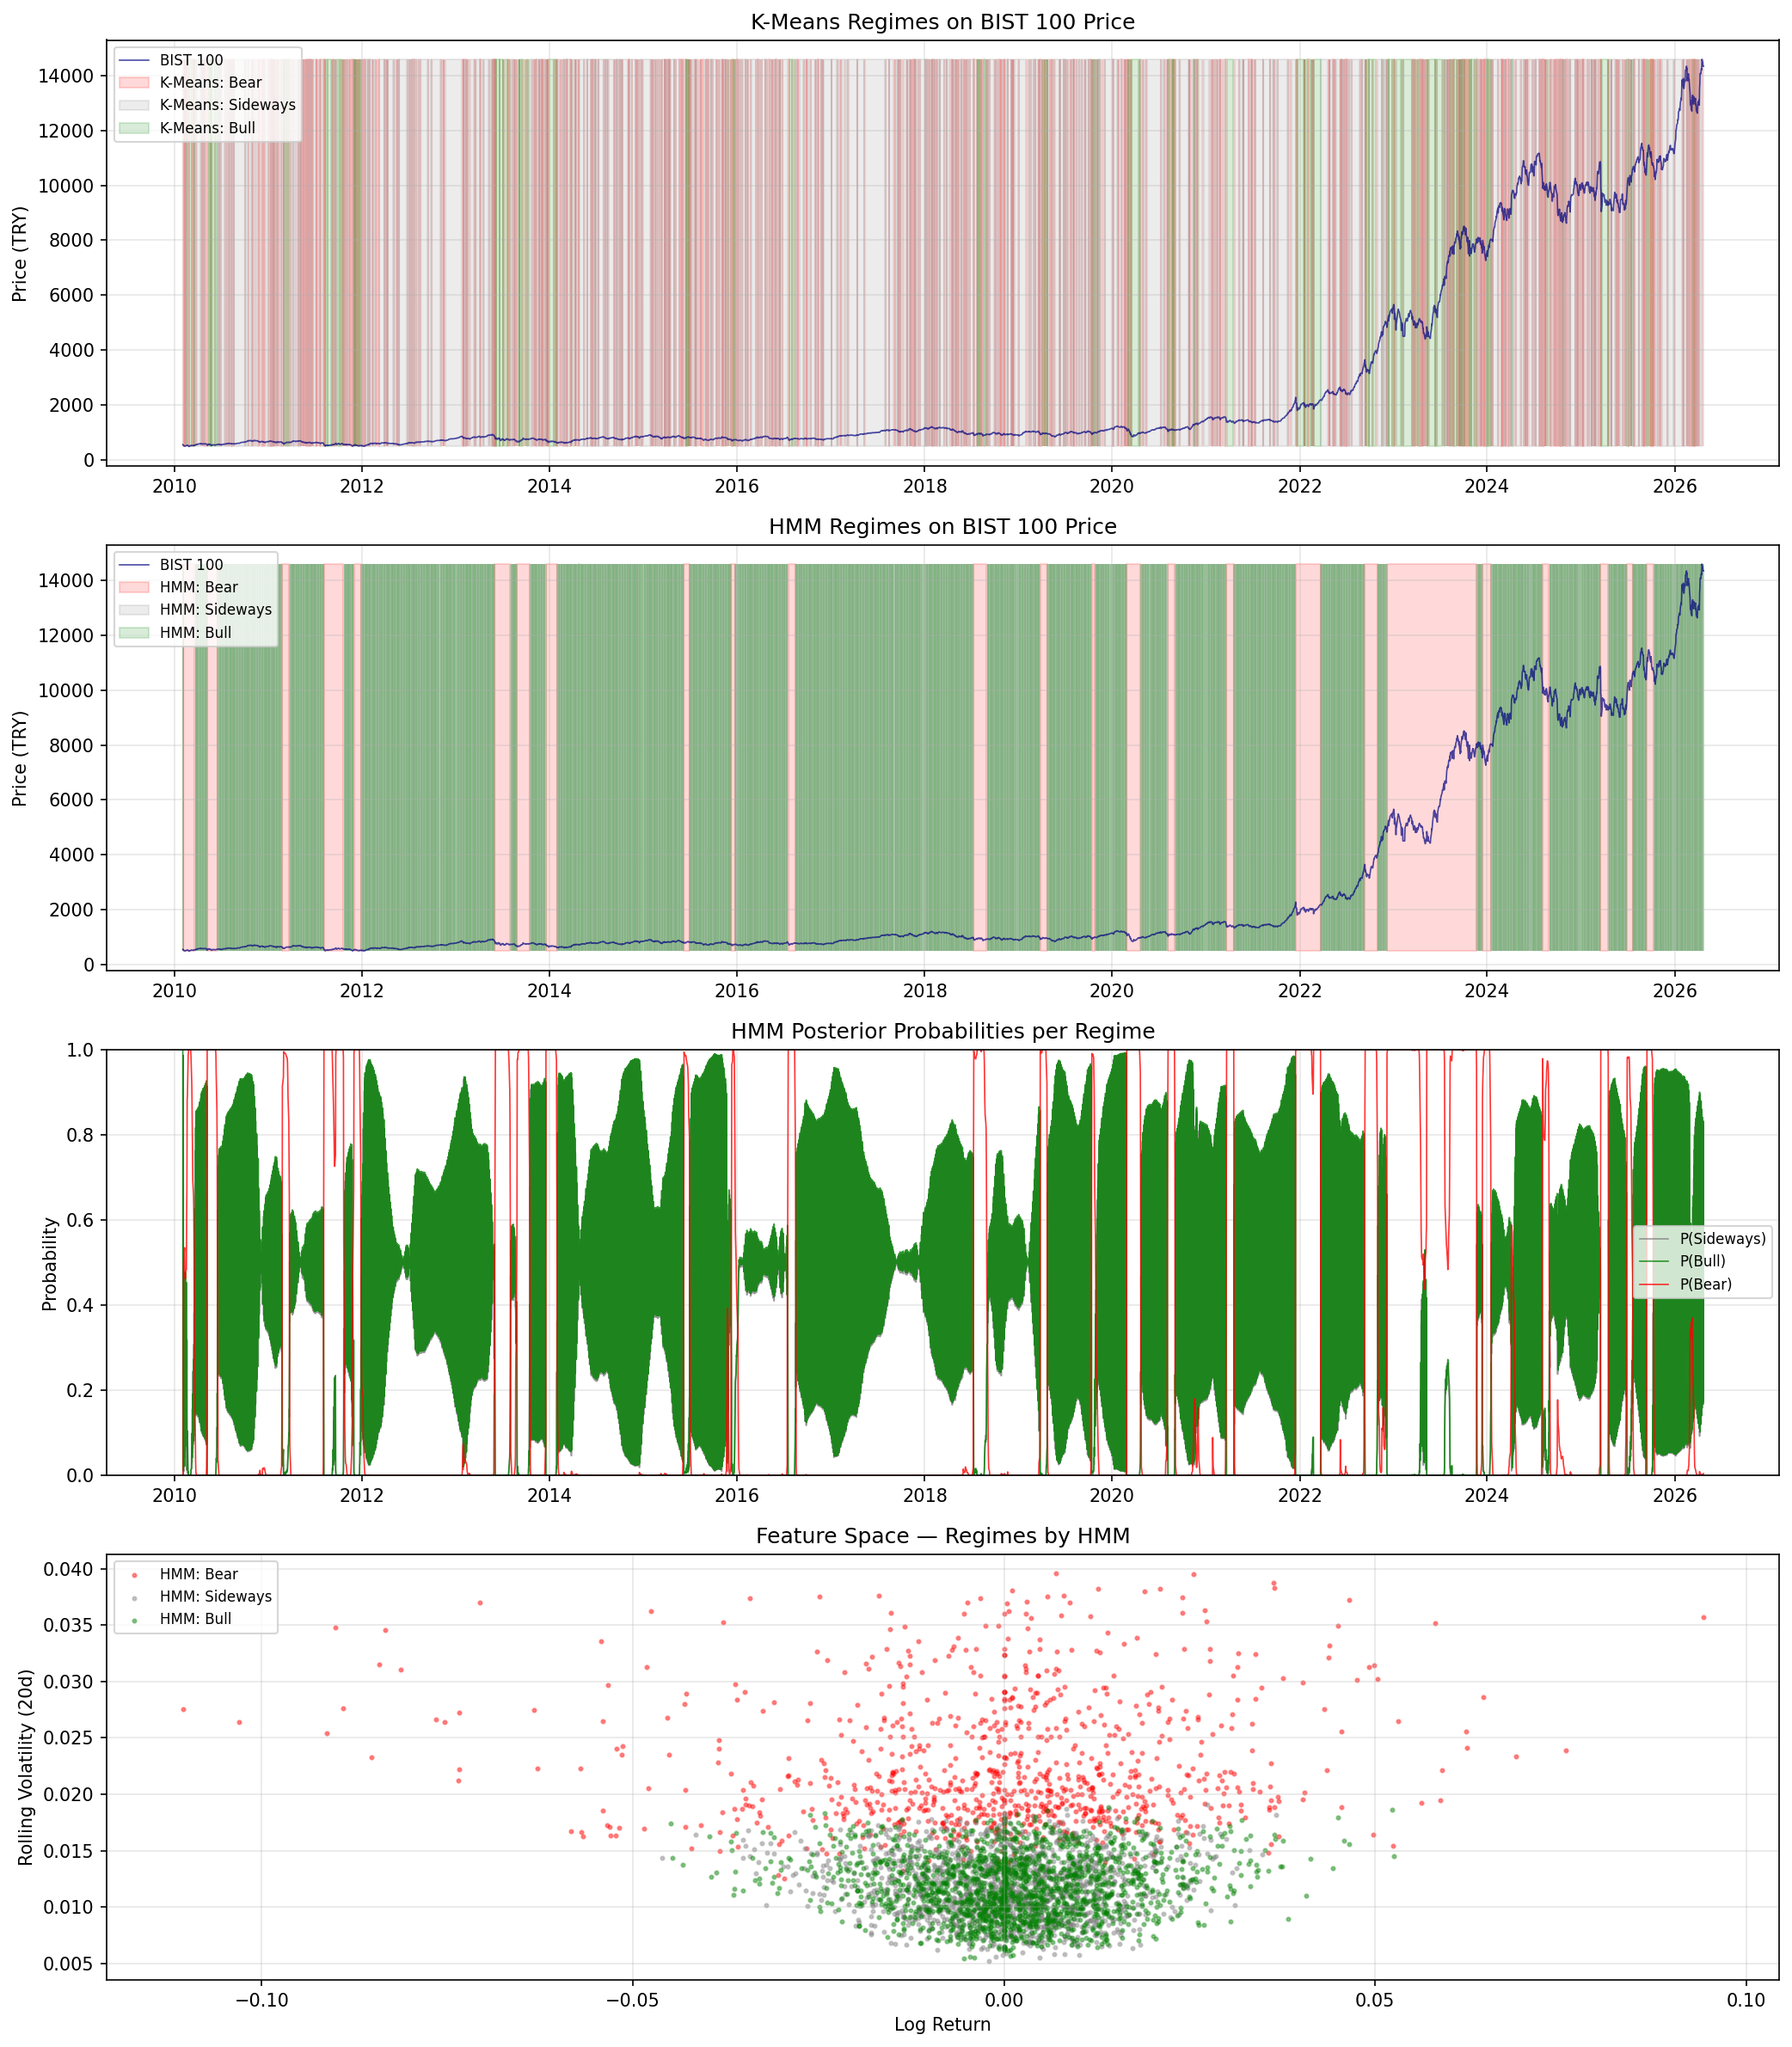 K-Means Regimes on BIST 100 Price
BIST 100
K-Means: Bear
K-Means: Sideways
K-Means: Bull
Price (TRY)
14000
12000
10000
8000
6000
4000
2000
0
2010 2012 2014 2016 2018 2020 2022 2024 2026
HMM Regimes on BIST 100 Price
BIST 100
HMM: Bear
HMM: Sideways
HMM: Bull
Price (TRY)
14000
12000
10000
8000
6000
4000
2000
0
2010 2012 2014 2016 2018 2020 2022 2024 2026
HMM Posterior Probabilities per Regime
P(Sideways)
P(Bull)
P(Bear)
Probability
1.0
0.8
0.6
0.4
0.2
0.0
2010 2012 2014 2016 2018 2020 2022 2024 2026
Feature Space — Regimes by HMM
HMM: Bear
HMM: Sideways
HMM: Bull
Rolling Volatility (20d)
0.040
0.035
0.030
0.025
0.020
0.015
0.010
0.005
−0.10 −0.05 0.00 0.05 0.10
Log Return